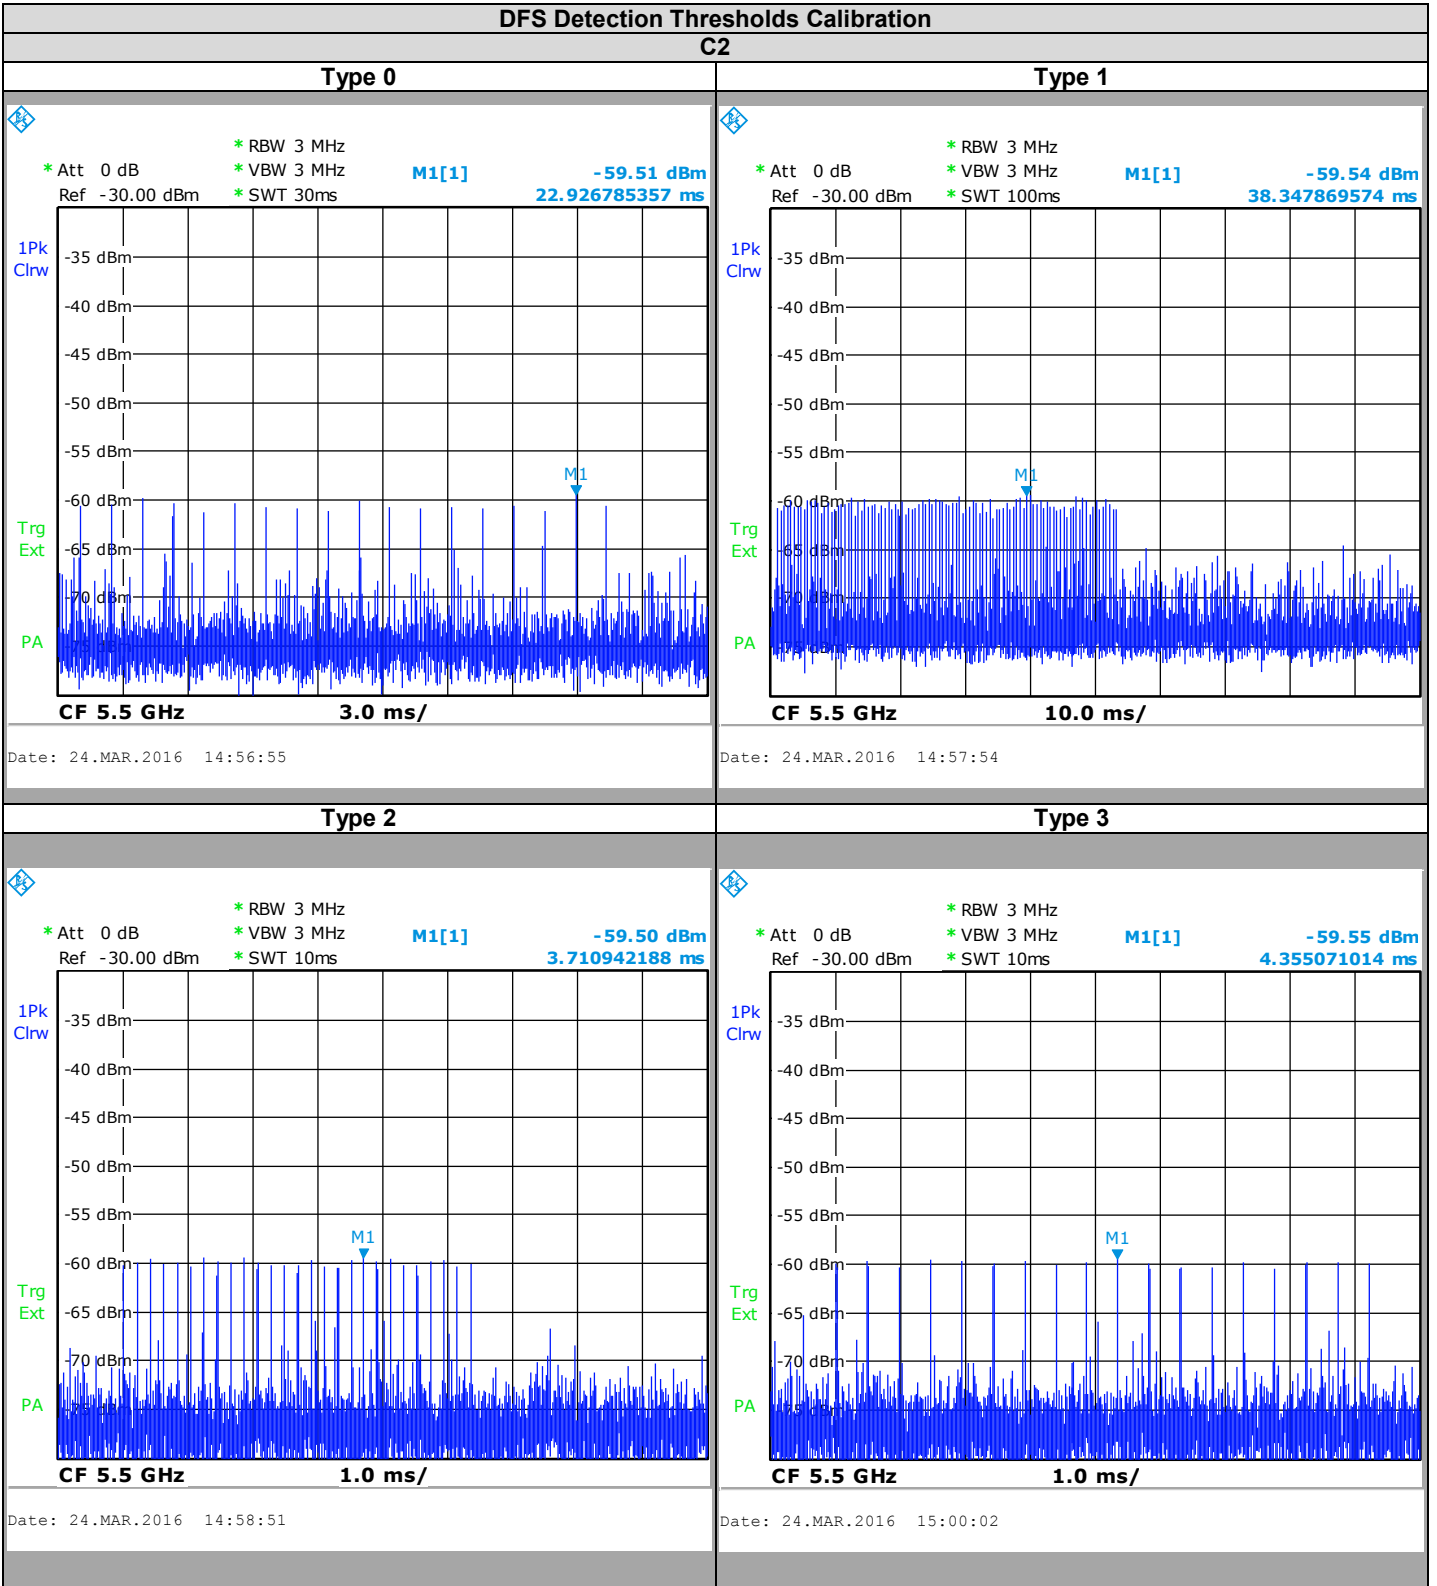 DFS Detection Thresholds Calibration
C2
Type 0
Type 1
* RBW 3 MHz
* Att 0 dB * VBW 3 MHz M1[1] -59.51 dBm
Ref -30.00 dBm * SWT 30ms 22.926785357 ms
1Pk
Clrw
-35 dBm
-40 dBm
-45 dBm
-50 dBm
-55 dBm
M1
-60 dBm
Trg
Ext
-65 dBm
-70 dBm
PA
-75 dBm
CF 5.5 GHz 3.0 ms/
Date: 24.MAR.2016 14:56:55
* RBW 3 MHz
* Att 0 dB * VBW 3 MHz M1[1] -59.54 dBm
Ref -30.00 dBm * SWT 100ms 38.347869574 ms
1Pk
Clrw
-35 dBm
-40 dBm
-45 dBm
-50 dBm
-55 dBm
M1
-60 dBm
Trg
Ext
-65 dBm
-70 dBm
PA
-75 dBm
CF 5.5 GHz 10.0 ms/
Date: 24.MAR.2016 14:57:54
Type 2
Type 3
* RBW 3 MHz
* Att 0 dB * VBW 3 MHz M1[1] -59.50 dBm
Ref -30.00 dBm * SWT 10ms 3.710942188 ms
1Pk
Clrw
-35 dBm
-40 dBm
-45 dBm
-50 dBm
-55 dBm
M1
-60 dBm
Trg
Ext
-65 dBm
-70 dBm
PA
-75 dBm
CF 5.5 GHz 1.0 ms/
Date: 24.MAR.2016 14:58:51
* RBW 3 MHz
* Att 0 dB * VBW 3 MHz M1[1] -59.55 dBm
Ref -30.00 dBm * SWT 10ms 4.355071014 ms
1Pk
Clrw
-35 dBm
-40 dBm
-45 dBm
-50 dBm
-55 dBm
M1
-60 dBm
Trg
Ext
-65 dBm
-70 dBm
PA
-75 dBm
CF 5.5 GHz 1.0 ms/
Date: 24.MAR.2016 15:00:02